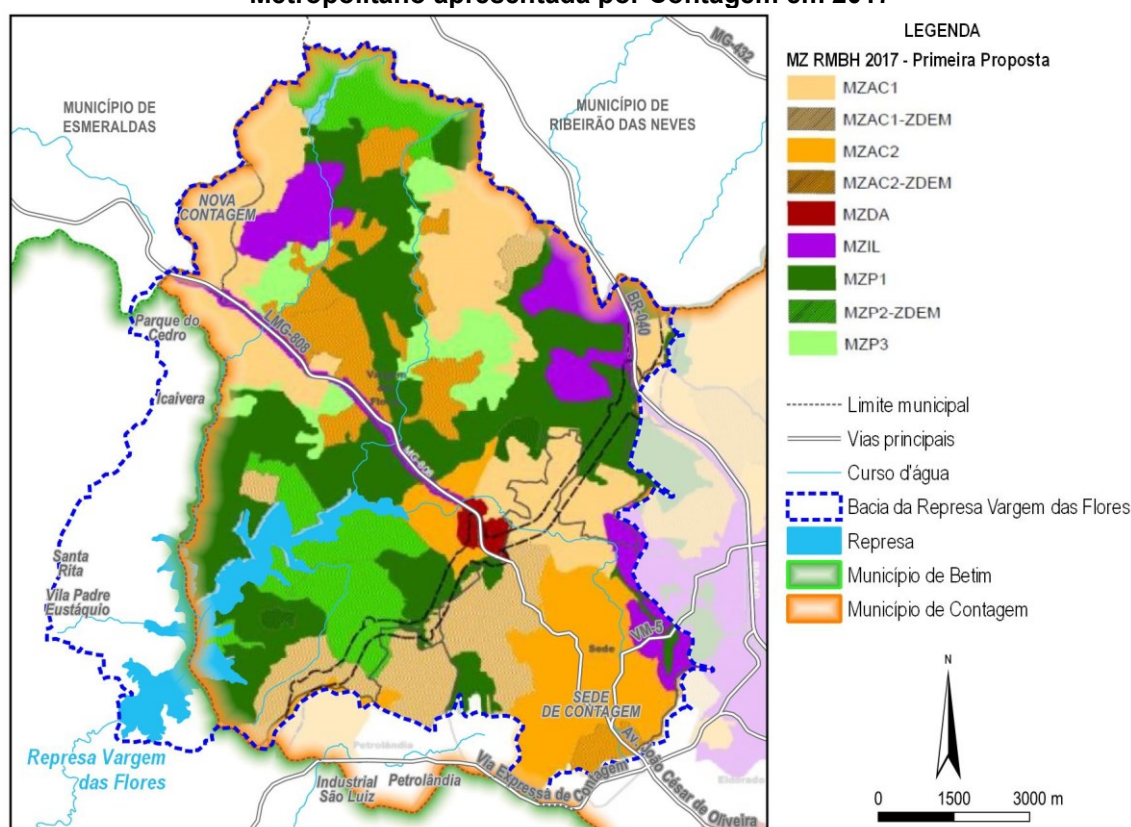 Metropolitano apresentada por Contagem em 2017
MG-432
MUNICÍPIO DE
ESMERALDAS
MUNICÍPIO DE
RIBEIRÃO DAS NEVES
NOVA
CONTAGEM
BR-040
Parque do
Cedro
LMG-808
Icaivera
MG-808
Santa
Rita
Vila Padre
Eustáquio
VM-5
Sede
SEDE
DE CONTAGEM
Petrolândia
Represa Vargem
das Flores
Industrial
São Luiz
Petrolândia
Via Expressa de Contagem
Av. João César de Oliveira
Eldorado
LEGENDA
MZ RMBH 2017 - Primeira Proposta
MZAC1
MZAC1-ZDEM
MZAC2
MZAC2-ZDEM
MZDA
MZIL
MZP1
MZP2-ZDEM
MZP3
Limite municipal
Vias principais
Curso d'água
Bacia da Represa Vargem das Flores
Represa
Município de Betim
Município de Contagem
N
0 1500 3000 m